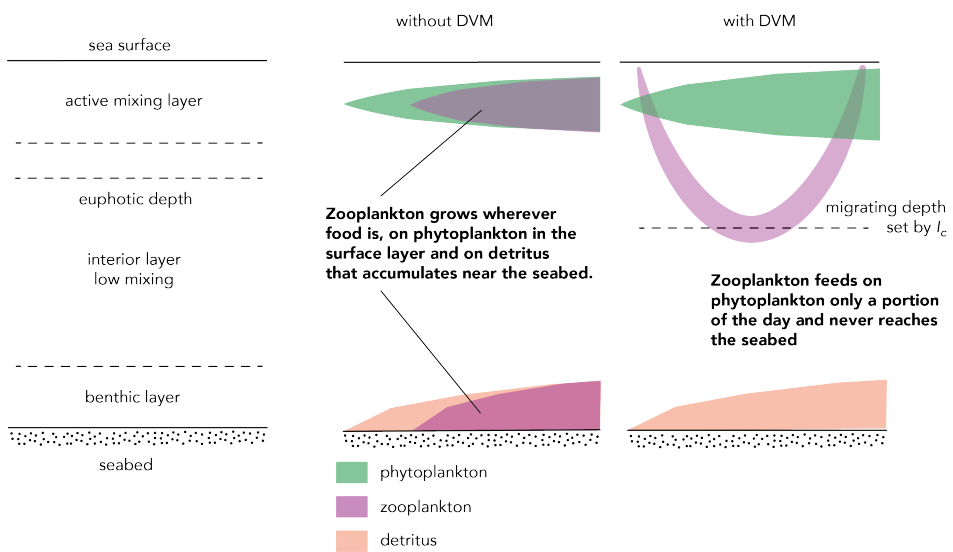 without DVM
with DVM
sea surface
active mixing layer
euphotic depth
interior layer
low mixing
benthic layer
seabed
Zooplankton grows wherever
food is, on phytoplankton in the
surface layer and on detritus
that accumulates near the seabed.
migrating depth
set by Ic
Zooplankton feeds on
phytoplankton only a portion
of the day and never reaches
the seabed
phytoplankton
zooplankton
detritus